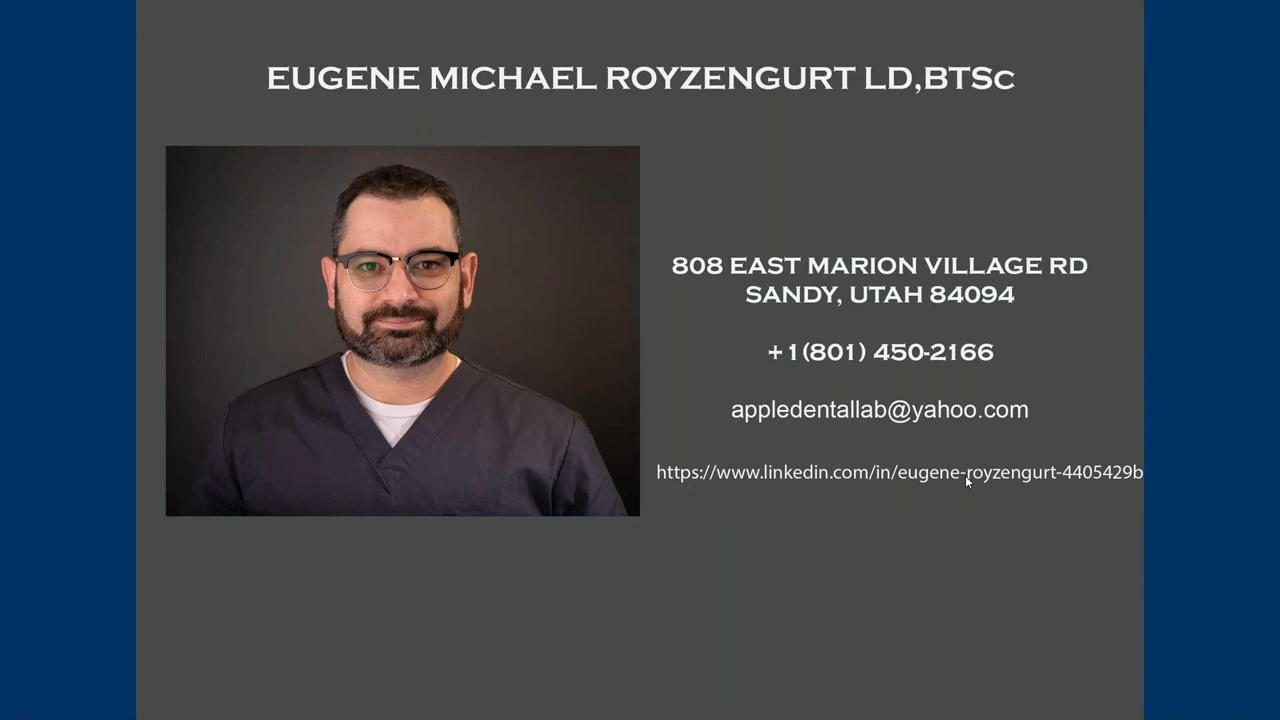 EUGENE MICHAEL ROYZENGURT LD,BTSc
808 EAST MARION VILLAGE RD
SANDY, UTAH 84094
+1(801) 450-2166
appledentallab@yahoo.com
https://www.linkedin.com/in/eugene-royzengurt-4405429b